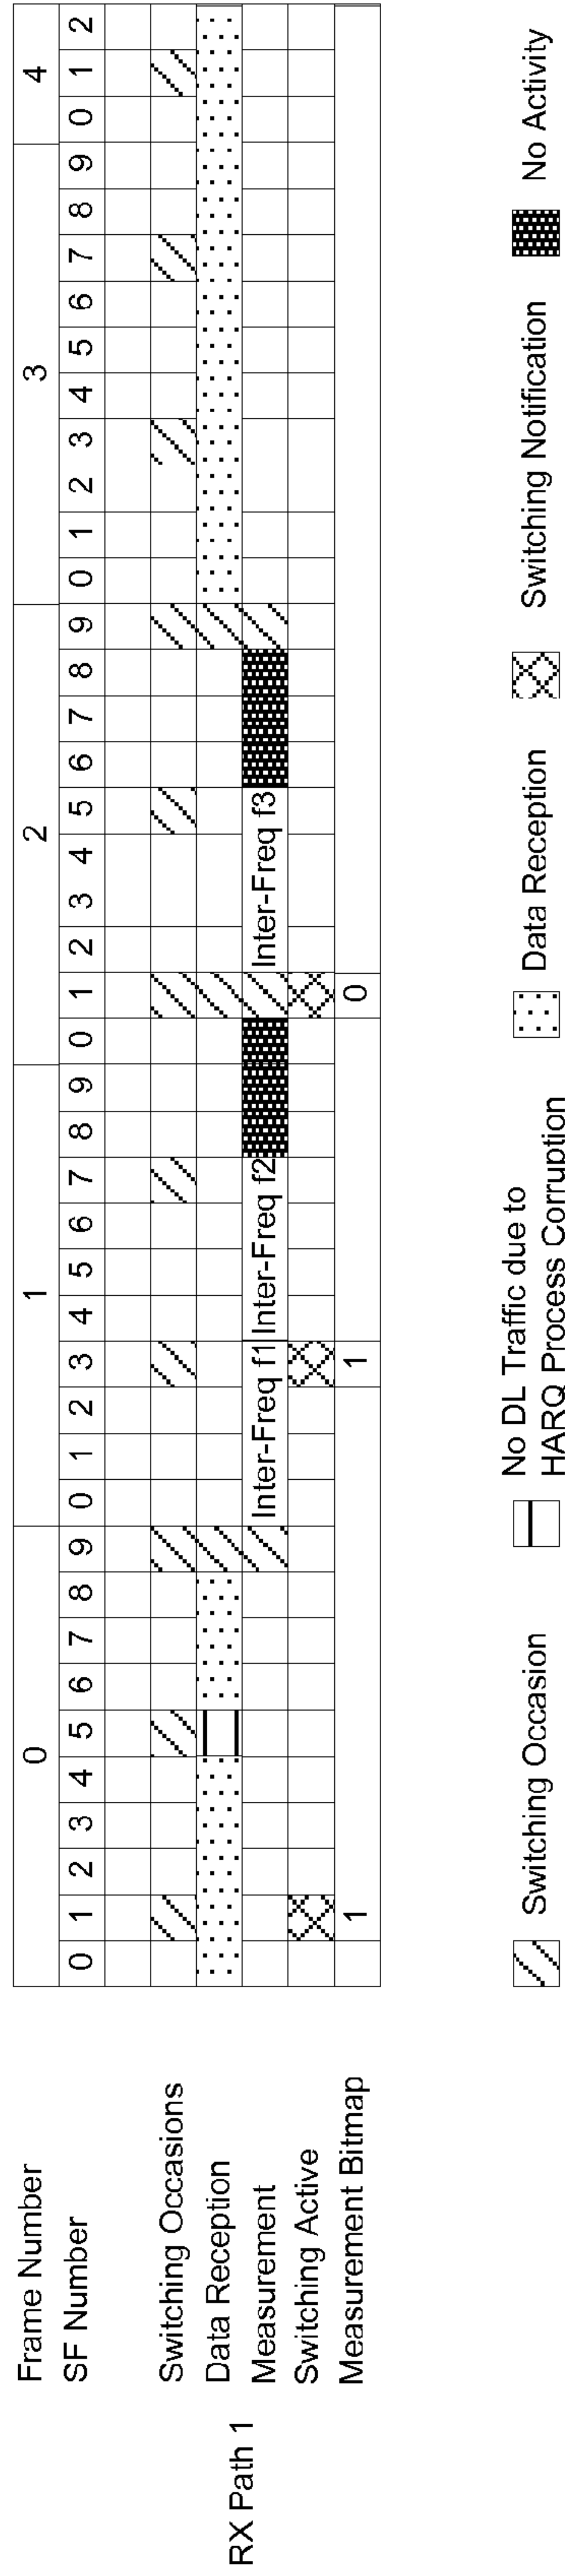 Frame Number 0 1 2 3 4
SF Number 0 1 2 3 4 5 6 7 8 9 0 1 2 3 4 5 6 7 8 9 0 1 2 3 4 5 6 7 8 9 0 1 2 3 4 5 6 7 8 9 0 1 2
Switching Occasions
Data Reception
RX Path 1
Measurement Inter-Freq f1 Inter-Freq f2 Inter-Freq f3
Switching Active
Measurement Bitmap 1 1 0
Switching Occasion
No DL Traffic due to
HARQ Process Corruption
Data Reception
Switching Notification
No Activity